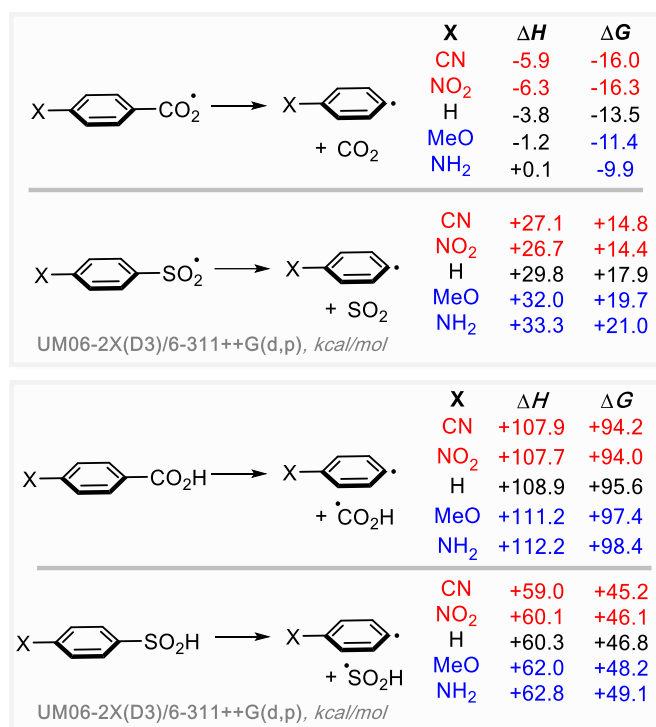 X ΔH ΔG
X CO2• X •
+ CO2
CN -5.9 -16.0
NO2 -6.3 -16.3
H -3.8 -13.5
MeO -1.2 -11.4
NH2 +0.1 -9.9
X SO2• X •
+ SO2
CN +27.1 +14.8
NO2 +26.7 +14.4
H +29.8 +17.9
MeO +32.0 +19.7
NH2 +33.3 +21.0
UM06-2X(D3)/6-311++G(d,p), kcal/mol
X ΔH ΔG
X CO2H X •
+ •CO2H
CN +107.9 +94.2
NO2 +107.7 +94.0
H +108.9 +95.6
MeO +111.2 +97.4
NH2 +112.2 +98.4
X SO2H X •
+ •SO2H
CN +59.0 +45.2
NO2 +60.1 +46.1
H +60.3 +46.8
MeO +62.0 +48.2
NH2 +62.8 +49.1
UM06-2X(D3)/6-311++G(d,p), kcal/mol